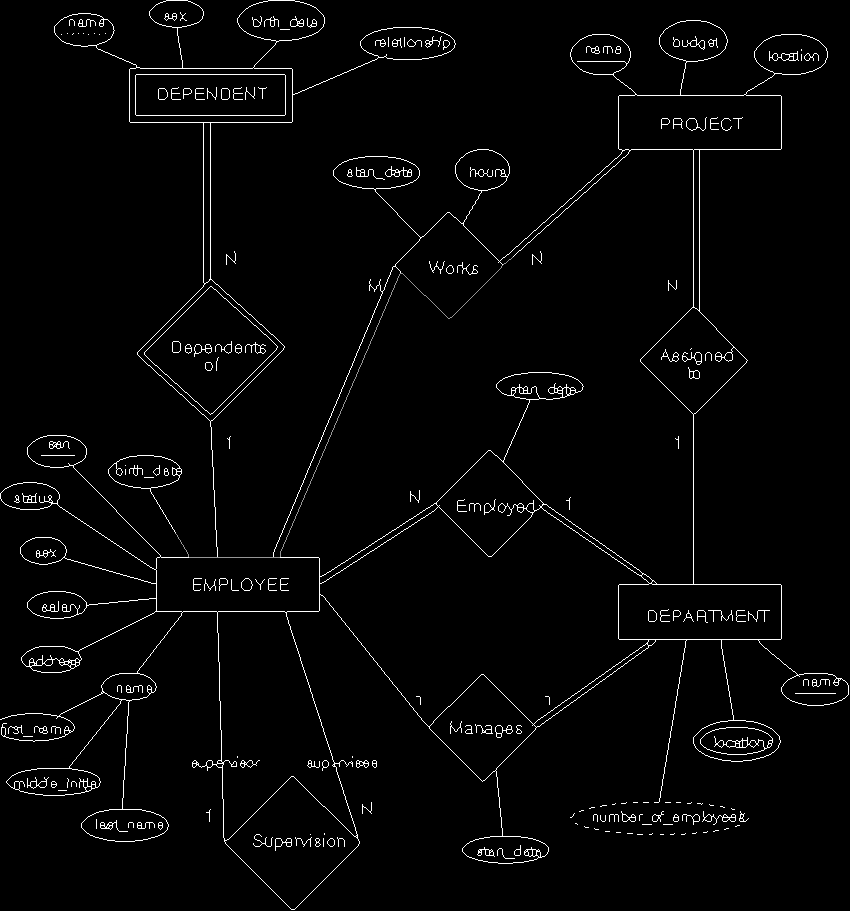 name
sex
birth_date
relationship
DEPENDENT
name
budget
location
PROJECT
start_date
hours
Works
M
N
N
N
Dependents
of
Assigned
to
1
1
start_date
ssn
birth_date
status
sex
salary
address
N
Employed
1
EMPLOYEE
DEPARTMENT
name
first_name
middle_initial
last_name
1
Manages
1
name
locations
number_of_employees
supervisor
supervisee
1
N
Supervision
start_date